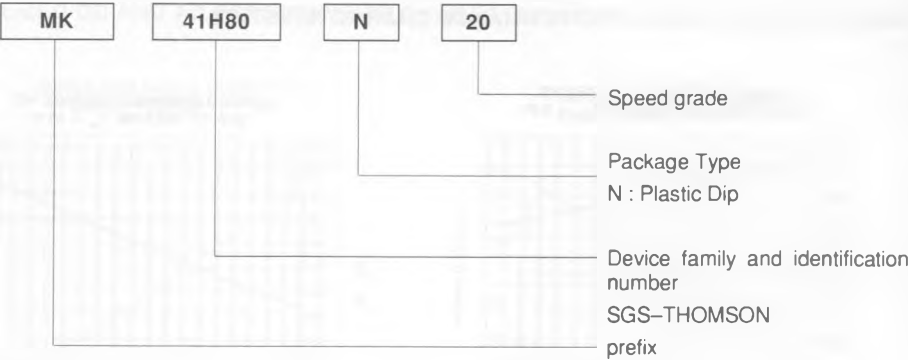 MK 41H80 N 20
Speed grade
Package Type
N : Plastic Dip
Device family and identification
number
SGS–THOMSON
prefix